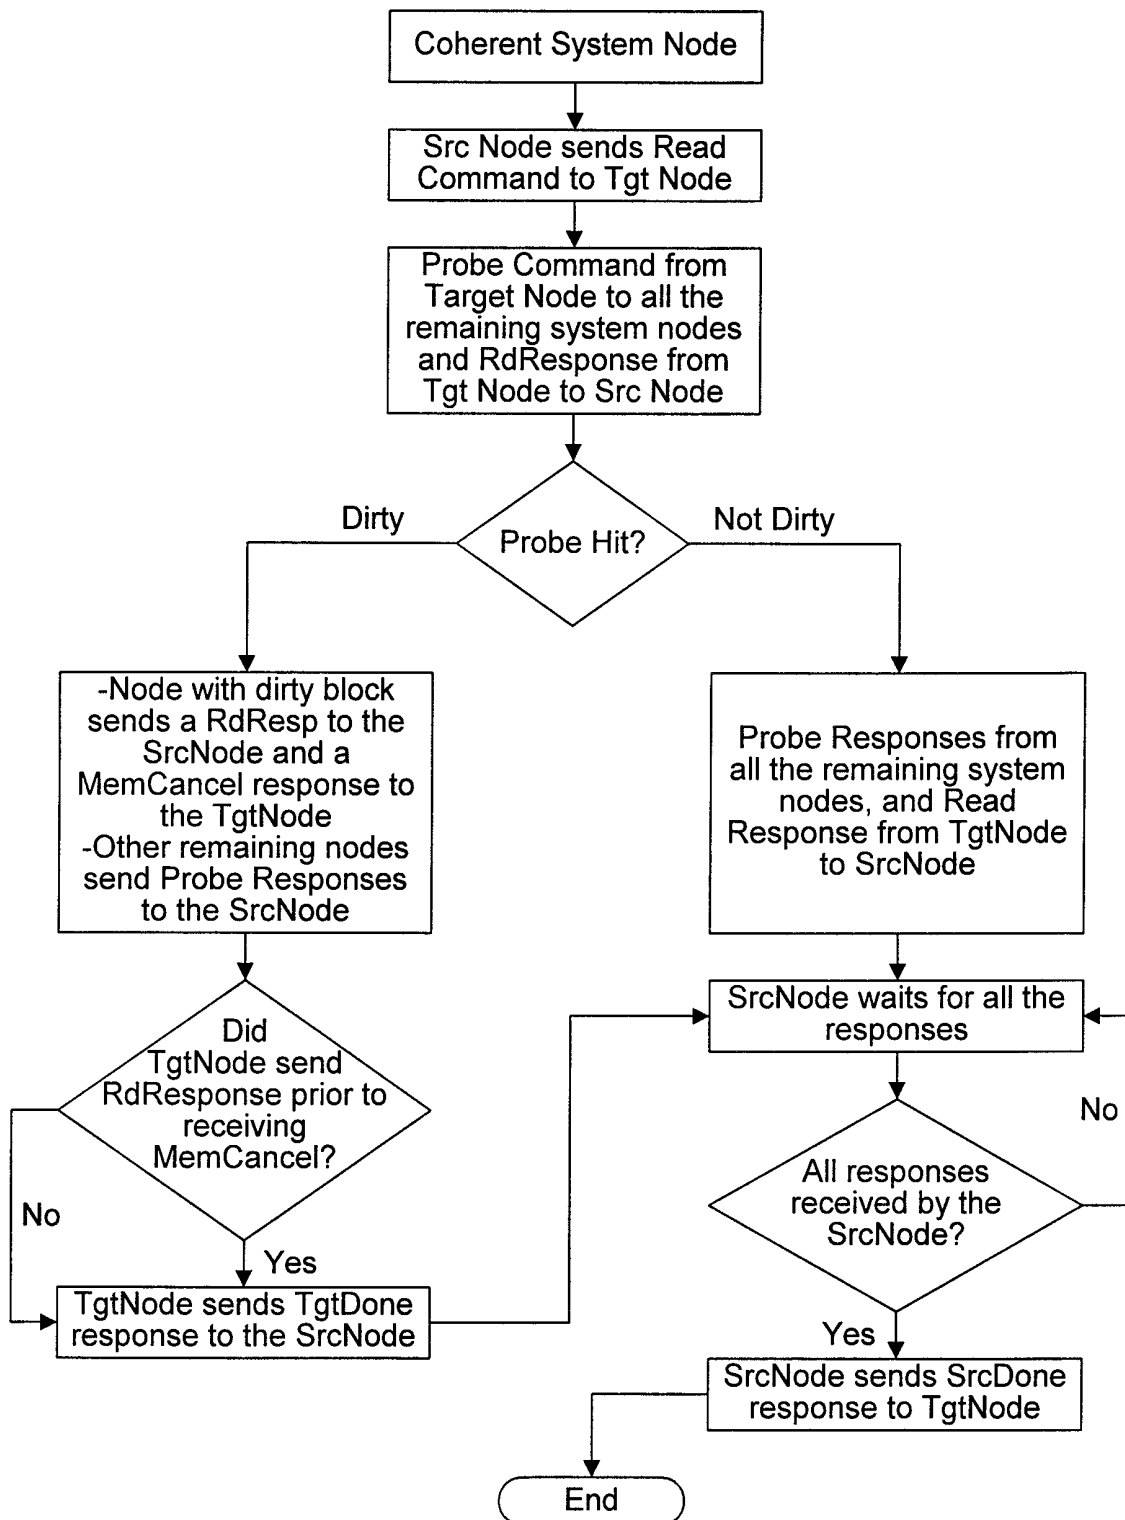 Coherent System Node
Src Node sends Read
Command to Tgt Node
Probe Command from
Target Node to all the
remaining system nodes
and RdResponse from
Tgt Node to Src Node
Probe Hit?
Dirty
Not Dirty
-Node with dirty block
sends a RdResp to the
SrcNode and a
MemCancel response to
the TgtNode
-Other remaining nodes
send Probe Responses
to the SrcNode
Probe Responses from
all the remaining system
nodes, and Read
Response from TgtNode
to SrcNode
Did
TgtNode send
RdResponse prior to
receiving
MemCancel?
No
Yes
TgtNode sends TgtDone
response to the SrcNode
SrcNode waits for all the
responses
All responses
received by the
SrcNode?
No
Yes
SrcNode sends SrcDone
response to TgtNode
End